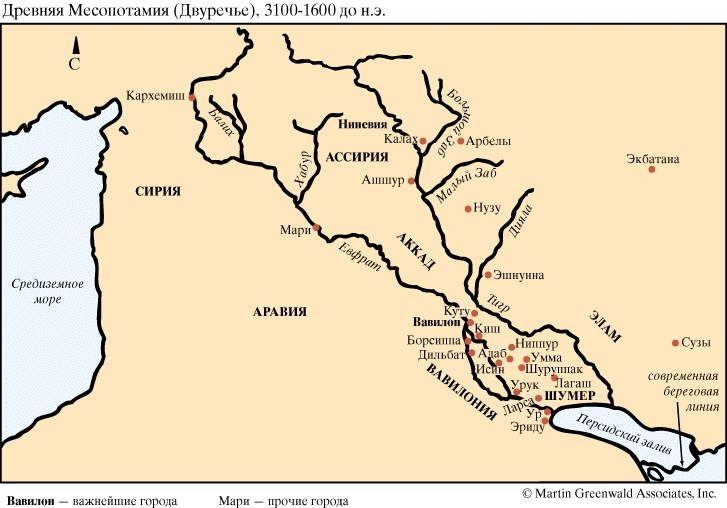 Древняя Месопотамия (Двуречье), 3100-1600 до н.э.
С
Кархемиш
Балих
Хабур
Ниневия
Калах
Большой Заб
Арбелы
АССИРИЯ
Ашшур
Малый Заб
Экбатана
СИРИЯ
Нузу
Дияла
Мари
Евфрат
АККАД
Средиземное
море
Эшнунна
АРАВИЯ
Тигр
ЭЛАМ
Куту
Вавилон
Киш
Борсиппа
Ниппур
Сузы
Дильбат
Адаб
Умма
Исин
Шуруппак
ВАВИЛОНИЯ
Урук
Лагаш
современная
береговая
линия
Ларса
ШУМЕР
Ур
Эриду
Персидский залив
Вавилон — важнейшие города
Мари — прочие города
© Martin Greenwald Associates, Inc.